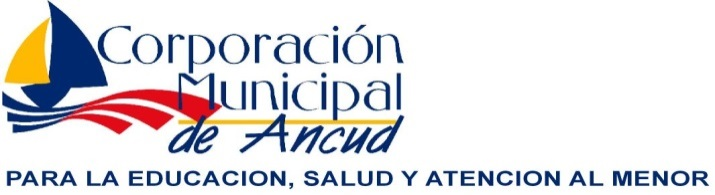 Corporación
Municipal
de Ancud
PARA LA EDUCACION, SALUD Y ATENCION AL MENOR